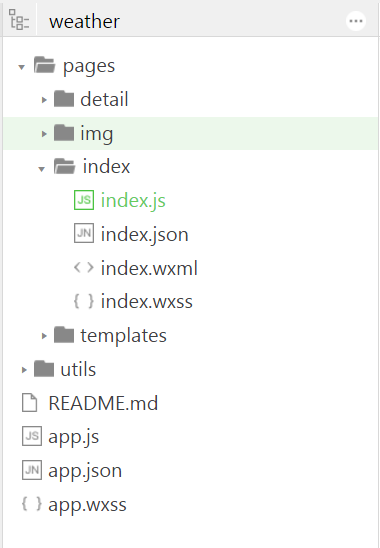 weather
pages
detail
img
index
JS index.js
JN index.json
<> index.wxml
{ } index.wxss
templates
utils
README.md
JS app.js
JN app.json
{ } app.wxss